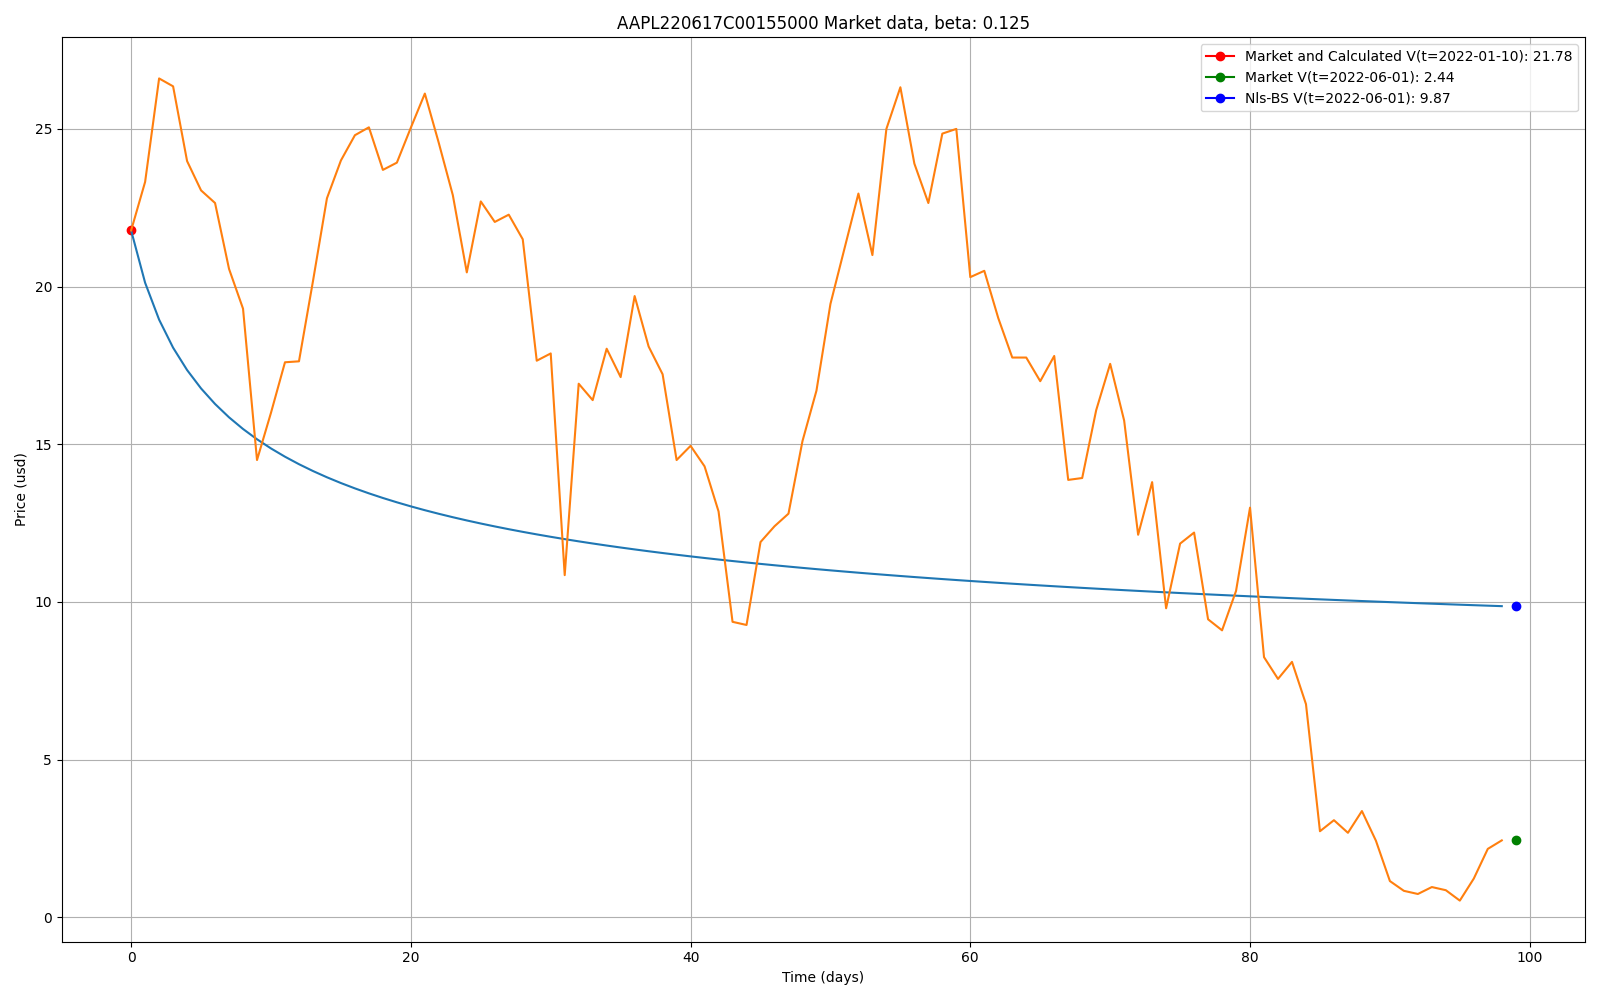 AAPL220617C00155000 Market data, beta: 0.125
Market and Calculated V(t=2022-01-10): 21.78
Market V(t=2022-06-01): 2.44
Nls-BS V(t=2022-06-01): 9.87
25
20
15
10
5
0
Price (usd)
0 20 40 60 80 100
Time (days)